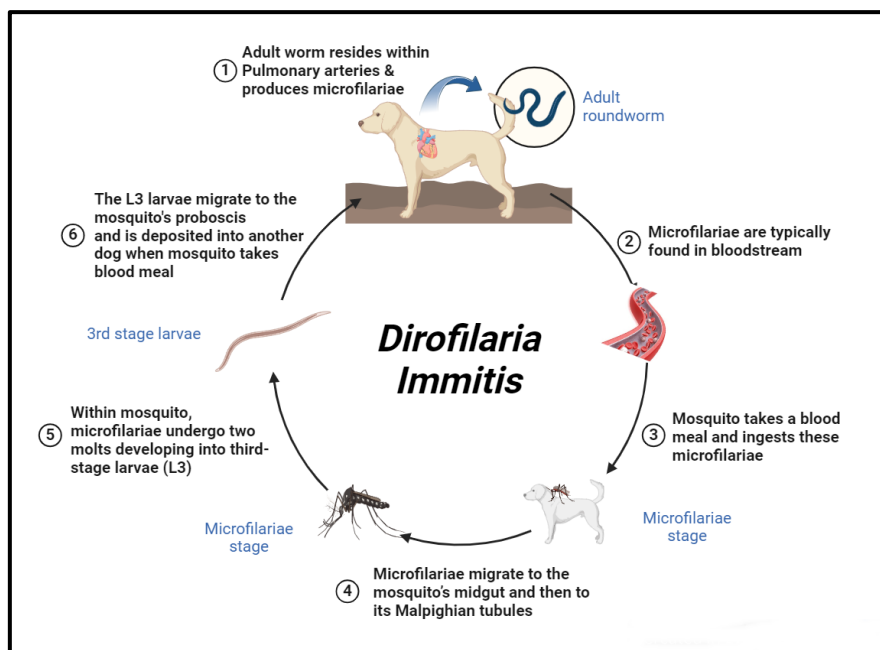 Adult worm resides within
1 Pulmonary arteries &
produces microfilariae
Adult
roundworm
2 Microfilariae are typically
found in bloodstream
3 Mosquito takes a blood
meal and ingests these
microfilariae
Microfilariae
stage
4 Microfilariae migrate to the
mosquito's midgut and then to
its Malpighian tubules
Microfilariae
stage
Within mosquito,
5 microfilariae undergo two
molts developing into third-
stage larvae (L3)
3rd stage larvae
The L3 larvae migrate to the
mosquito's proboscis
6 and is deposited into another
dog when mosquito takes
blood meal
Dirofilaria
Immitis